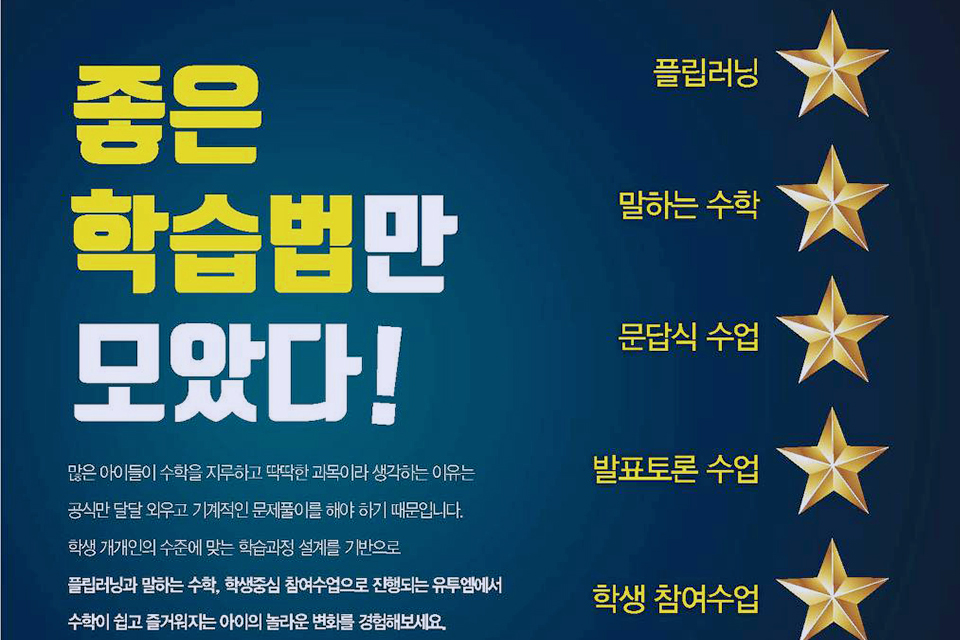 좋은
학습법만
모았다!
많은 아이들이 수학을 지루하고 딱딱한 과목이라 생각하는 이유는
공식만 달달 외우고 기계적인 문제풀이를 해야 하기 때문입니다.
학생 개개인의 수준에 맞는 학습과정 설계를 기반으로
플립러닝과 말하는 수학, 학생중심 참여수업으로 진행되는 유투엠에서
수학이 쉽고 즐거워지는 아이의 놀라운 변화를 경험해보세요.
플립러닝
말하는 수학
문답식 수업
발표토론 수업
학생 참여수업